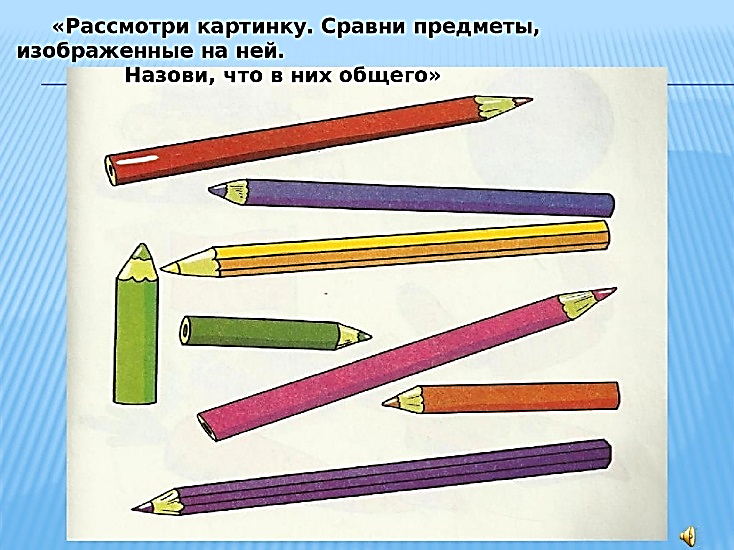 «Рассмотри картинку. Сравни предметы,
изображенные на ней.
Назови, что в них общего»